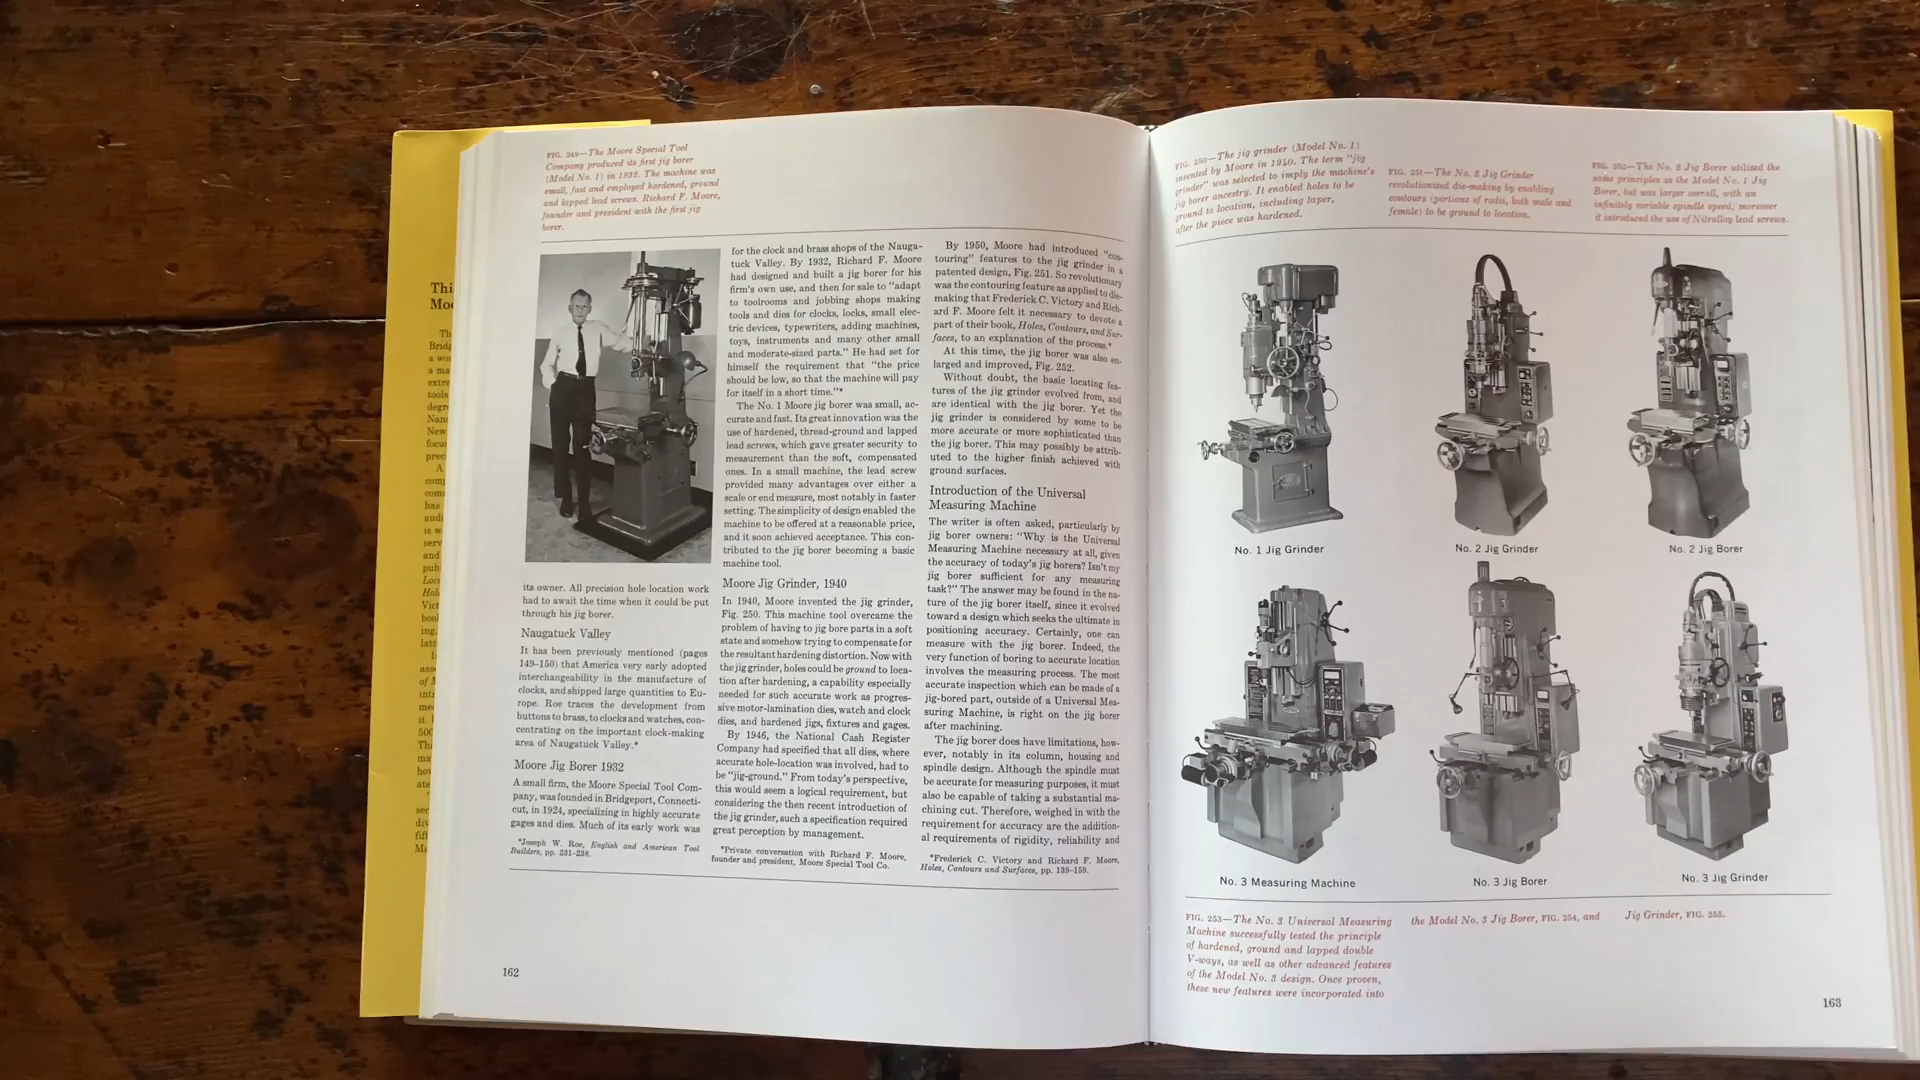 FIG. 249—The Moore Special Tool
Company produced its first jig borer
(Model No. 1) in 1932. The machine was
small, fast and employed hardened, ground
and lapped lead screws. Richard F. Moore,
founder and president with the first jig
borer.
its owner. All precision hole location work
had to await the time when it could be put
through his jig borer.
Naugatuck Valley
It has been previously mentioned (pages
149-150) that America very early adopted
interchangeability in the manufacture of
clocks, and shipped large quantities to Eu-
rope. Roe traces the development from
buttons to brass, to clocks and watches, con-
centrating on the important clock-making
area of Naugatuck Valley.*
Moore Jig Borer 1932
A small firm, the Moore Special Tool Com-
pany, was founded in Bridgeport, Connecti-
cut, in 1924, specializing in highly accurate
gages and dies. Much of its early work was
*Joseph W. Roe, English and American Tool
Builders, pp. 231-238.
for the clock and brass shops of the Nauga-
tuck Valley. By 1932, Richard F. Moore
had designed and built a jig borer for his
firm's own use, and then for sale to "adapt
to toolrooms and jobbing shops making
tools and dies for clocks, locks, small elec-
tric devices, typewriters, adding machines,
toys, instruments and many other small
and moderate-sized parts." He had set for
himself the requirement that "the price
should be low, so that the machine will pay
for itself in a short time."*
The No. 1 Moore jig borer was small, ac-
curate and fast. Its great innovation was the
use of hardened, thread-ground and lapped
lead screws, which gave greater security to
measurement than the soft, compensated
ones. In a small machine, the lead screw
provided many advantages over either a
scale or end measure, most notably in faster
setting. The simplicity of design enabled the
machine to be offered at a reasonable price,
and it soon achieved acceptance. This con-
tributed to the jig borer becoming a basic
machine tool.
Moore Jig Grinder, 1940
In 1940, Moore invented the jig grinder,
Fig. 250. This machine tool overcame the
problem of having to jig bore parts in a soft
state and somehow trying to compensate for
the resultant hardening distortion. Now with
the jig grinder, holes could be ground to loca-
tion after hardening, a capability especially
needed for such accurate work as progres-
sive motor-lamination dies, watch and clock
dies, and hardened jigs, fixtures and gages.
By 1946, the National Cash Register
Company had specified that all dies, where
accurate hole-location was involved, had to
be "jig-ground." From today's perspective,
this would seem a logical requirement, but
considering the then recent introduction of
the jig grinder, such a specification required
great perception by management.
*Private conversation with Richard F. Moore,
founder and president, Moore Special Tool Co.
By 1950, Moore had introduced "con-
touring" features to the jig grinder in a
patented design, Fig. 251. So revolutionary
was the contouring feature as applied to die-
making that Frederick C. Victory and Rich-
ard F. Moore felt it necessary to devote a
part of their book, Holes, Contours, and Sur-
faces, to an explanation of the process.*
At this time, the jig borer was also en-
larged and improved, Fig. 252.
Without doubt, the basic locating fea-
tures of the jig grinder evolved from, and
are identical with the jig borer. Yet the
jig grinder is considered by some to be
more accurate or more sophisticated than
the jig borer. This may possibly be attrib-
uted to the higher finish achieved with
ground surfaces.
Introduction of the Universal
Measuring Machine
The writer is often asked, particularly by
jig borer owners: "Why is the Universal
Measuring Machine necessary at all, given
the accuracy of today's jig borers? Isn't my
jig borer sufficient for any measuring
task?" The answer may be found in the na-
ture of the jig borer itself, since it evolved
toward a design which seeks the ultimate in
positioning accuracy. Certainly, one can
measure with the jig borer. Indeed, the
very function of boring to accurate location
involves the measuring process. The most
accurate inspection which can be made of a
jig-bored part, outside of a Universal Mea-
suring Machine, is right on the jig borer
after machining.
The jig borer does have limitations, how-
ever, notably in its column, housing and
spindle design. Although the spindle must
be accurate for measuring purposes, it must
also be capable of taking a substantial ma-
chining cut. Therefore, weighed in with the
requirement for accuracy are the addition-
al requirements of rigidity, reliability and
*Frederick C. Victory and Richard F. Moore,
Holes, Contours and Surfaces, pp. 139-159.
162
FIG. 250—The jig grinder (Model No. 1)
invented by Moore in 1940. The term "jig
grinder" was selected to imply the machine's
jig borer ancestry. It enabled holes to be
ground to location, including taper,
after the piece was hardened.
FIG. 251—The No. 2 Jig Grinder
revolutionized die-making by enabling
contours (portions of radii, both male and
female) to be ground to location.
FIG. 252—The No. 2 Jig Borer utilized the
same principles as the Model No. 1 Jig
Borer, but was larger overall, with an
infinitely variable spindle speed; moreover
it introduced the use of Nitralloy lead screws.
No. 1 Jig Grinder
No. 2 Jig Grinder
No. 2 Jig Borer
No. 3 Measuring Machine
No. 3 Jig Borer
No. 3 Jig Grinder
FIG. 253—The No. 3 Universal Measuring
Machine successfully tested the principle
of hardened, ground and lapped double
V-ways, as well as other advanced features
of the Model No. 3 design. Once proven,
these new features were incorporated into
the Model No. 3 Jig Borer, FIG. 254, and
Jig Grinder, FIG. 255.
163